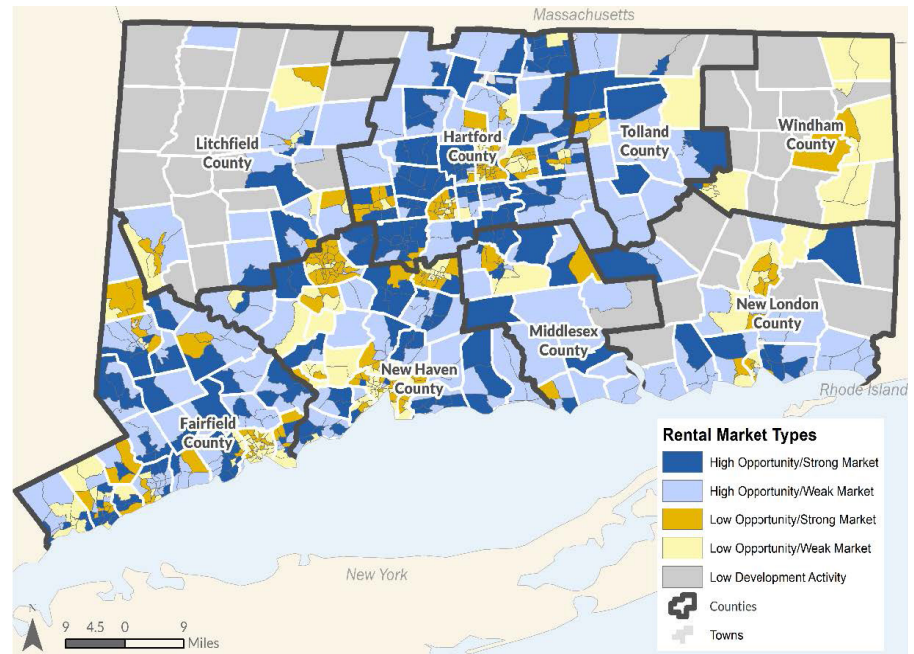 Massachusetts
Litchfield
County
Hartford
County
Tolland
County
Windham
County
New London
County
Middlesex
County
New Haven
County
Fairfield
County
Rhode Island
New York
Rental Market Types
High Opportunity/Strong Market
High Opportunity/Weak Market
Low Opportunity/Strong Market
Low Opportunity/Weak Market
Low Development Activity
Counties
Towns
N
9 4.5 0 9
Miles